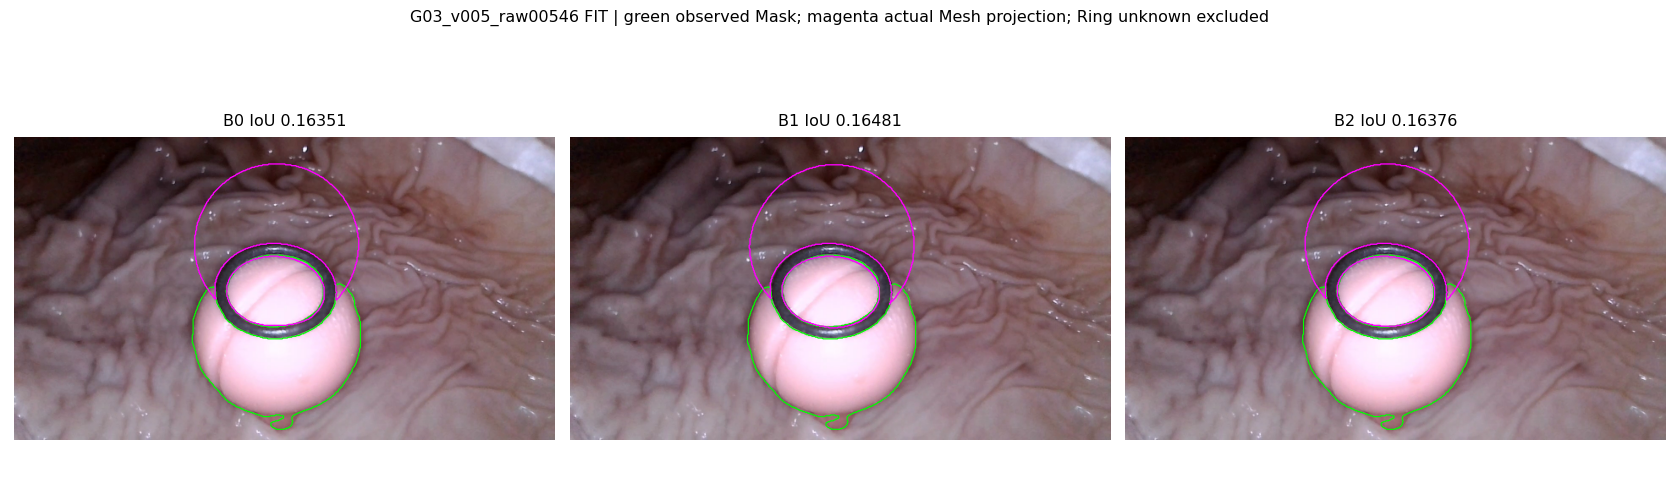 G03_v005_raw00546 FIT | green observed Mask; magenta actual Mesh projection; Ring unknown excluded
B0 IoU 0.16351
B1 IoU 0.16481
B2 IoU 0.16376